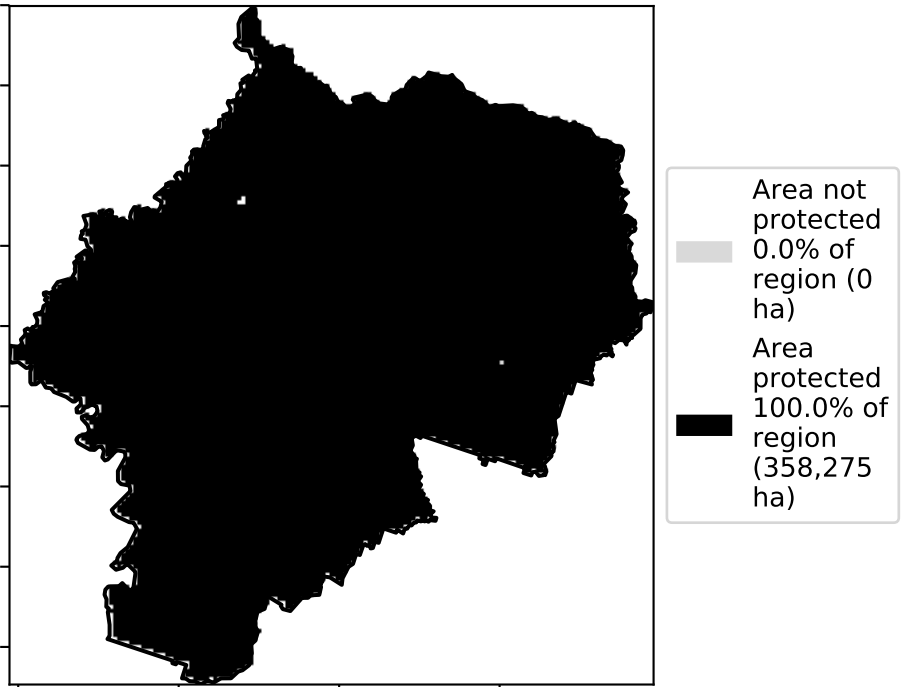 Area not
protected
0.0% of
region (0
ha)
Area
protected
100.0% of
region
(358,275
ha)